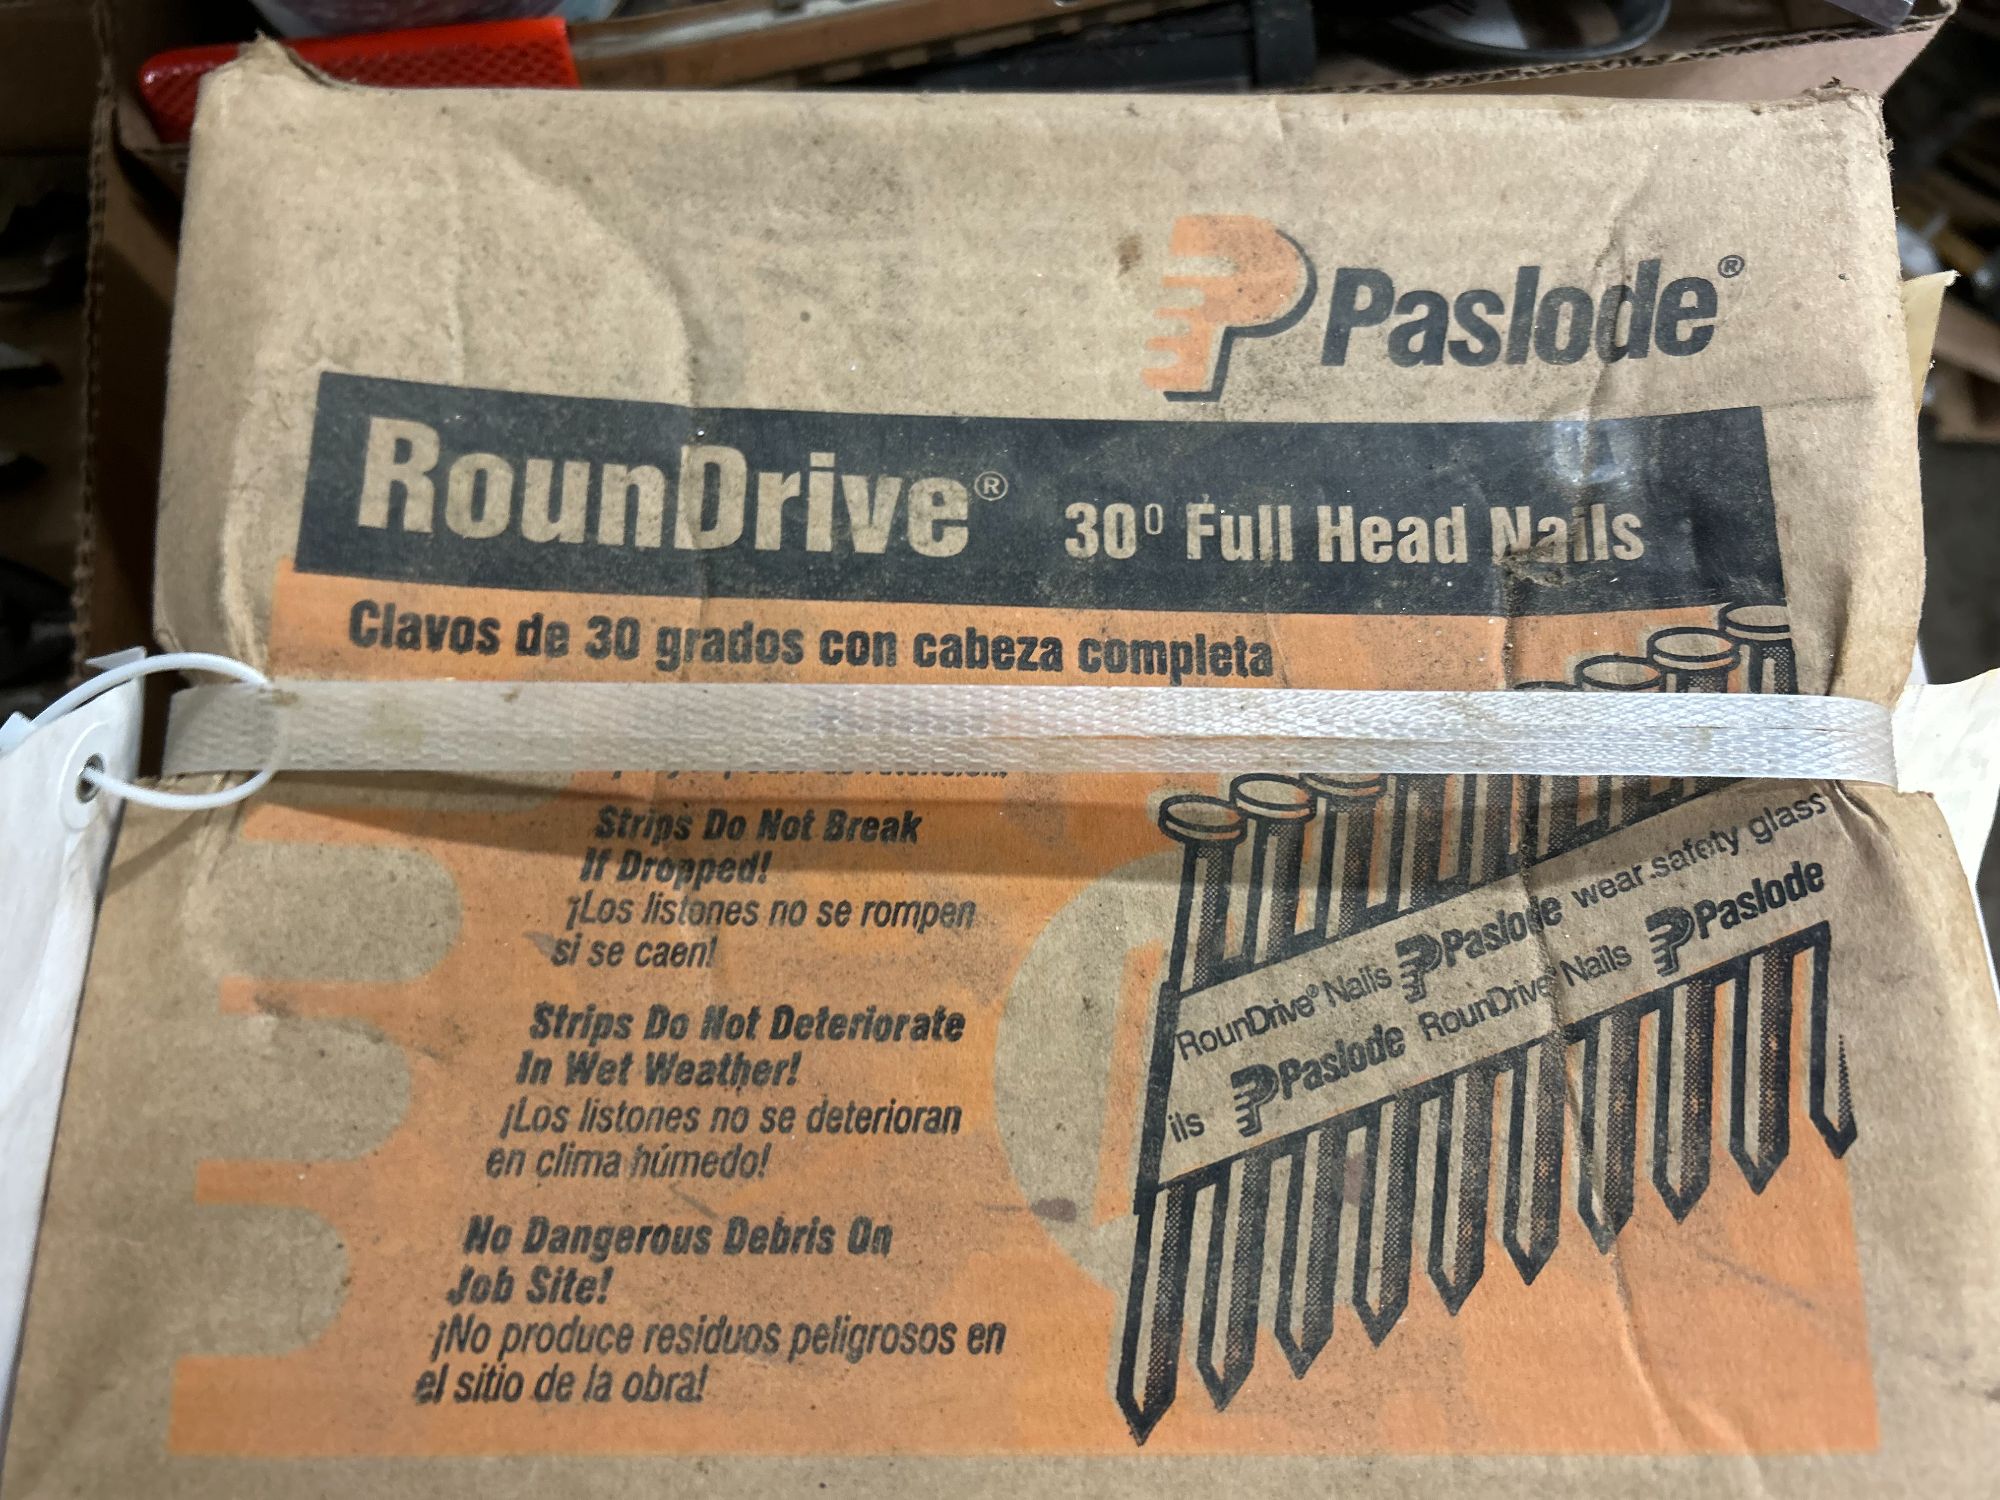 Paslode®
RounDrive® 30⁰ Full Head Nails
Clavos de 30 grados con cabeza completa
Strips Do Not Break
If Dropped!
¡Los listones no se rompen
si se caen!
Strips Do Not Deteriorate
In Wet Weather!
¡Los listones no se deterioran
en clima húmedo!
No Dangerous Debris On
Job Site!
¡No produce residuos peligrosos en
el sitio de la obra!
RounDrive® Nails Paslode wear safety glass
ils Paslode RounDrive® Nails Paslode